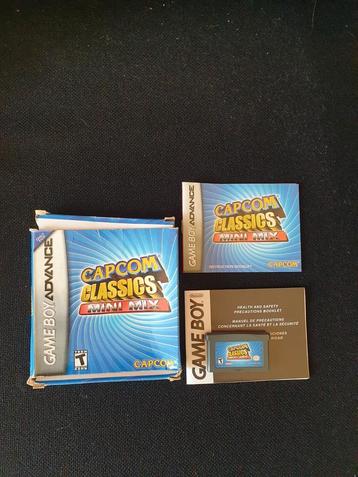 GAME BOY ADVANCE
CAPCOM
CLASSICS
MINI MIX
T
CAPCOM
GAME BOY ADVANCE
CAPCOM
CLASSICS
MINI MIX
INSTRUCTION BOOKLET
CAPCOM
GAME BOY
HEALTH AND SAFETY
PRECAUTIONS BOOKLET
MANUEL DE PRÉCAUTIONS
CONCERNANT LA SANTÉ ET LA SÉCURITÉ
CAPCOM
CLASSICS
MINI MIX